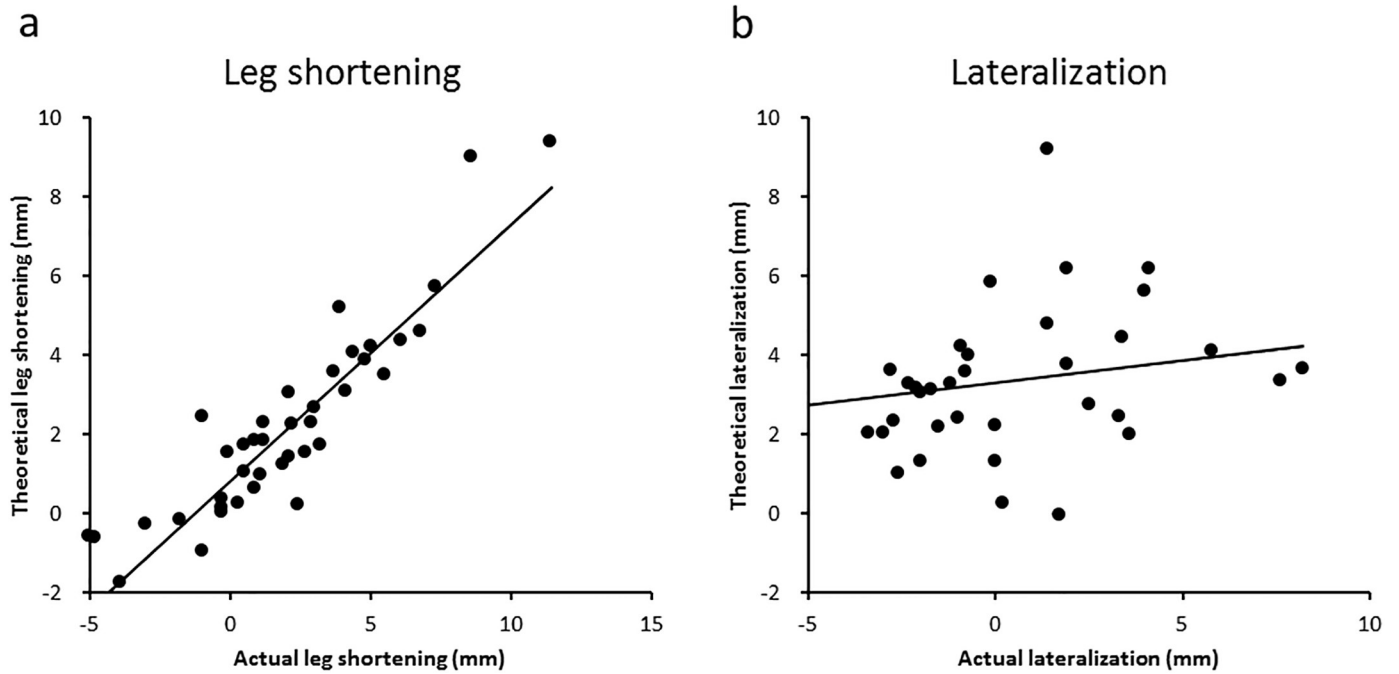 a
Leg shortening
10
8
6
4
2
0
-2
-5
0
5
10
15
Theoretical leg shortening (mm)
Actual leg shortening (mm)
b
Lateralization
10
8
6
4
2
0
-2
-5
0
5
10
Theoretical lateralization (mm)
Actual lateralization (mm)